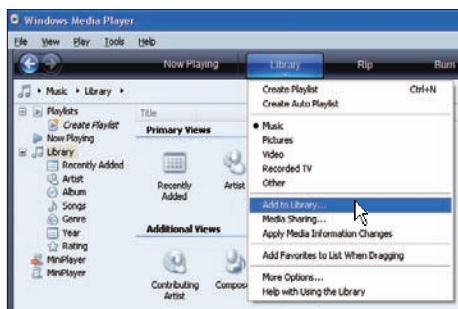 Windows Media Player
File View Play Tools Help
Now Playing Library Rip Burn
Music Library
Playlists
Create Playlist
Now Playing
Library
Recently Added
Artist
Album
Songs
Genre
Year
Rating
MiniPlayer
MiniPlayer
Title
Primary Views
Recently Added
Artist
Additional Views
Contributing Artist
Compos
Create Playlist Ctrl+N
Create Auto Playlist
Music
Pictures
Video
Recorded TV
Other
Add to Library...
Media Sharing...
Apply Media Information Changes
Add Favorites to List When Dragging
More Options...
Help with Using the Library